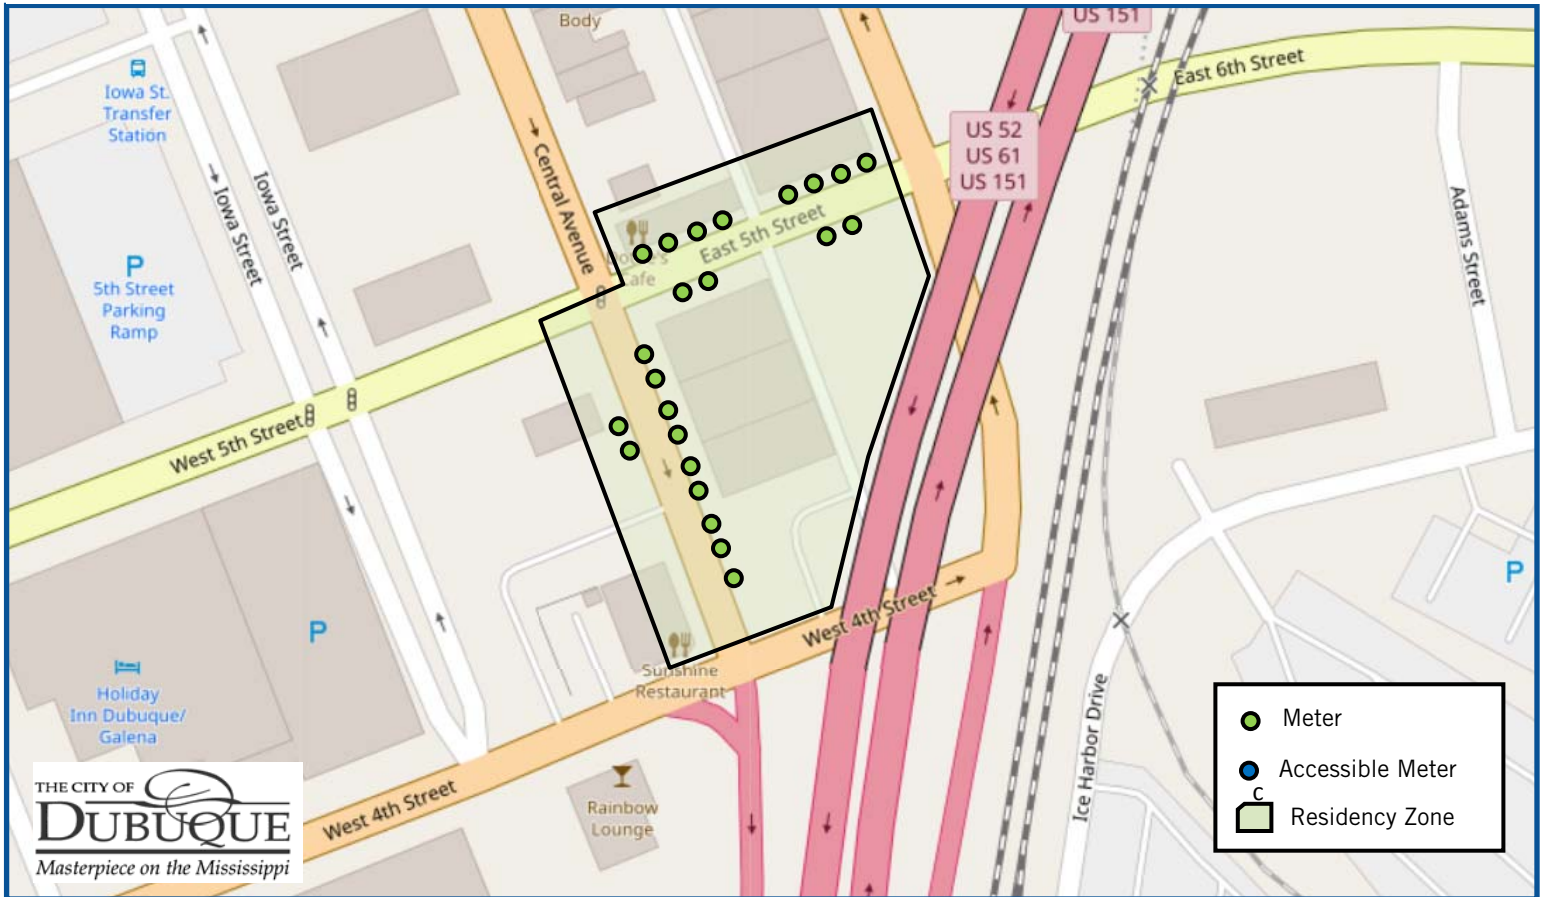 Body
US 151
East 6th Street
Iowa St.
Transfer
Station
Central Avenue
US 52
US 61
US 151
Iowa Street
Iowa Street
Adams Street
East 5th Street
Cafe
P
5th Street
Parking
Ramp
West 5th Street
P
West 4th Street
P
Sunshine
Restaurant
Holiday
Inn Dubuque/
Galena
Ice Harbor Drive
Rainbow
Lounge
West 4th Street
THE CITY OF
DUBUQUE
Masterpiece on the Mississippi
Meter
Accessible Meter
C
Residency Zone